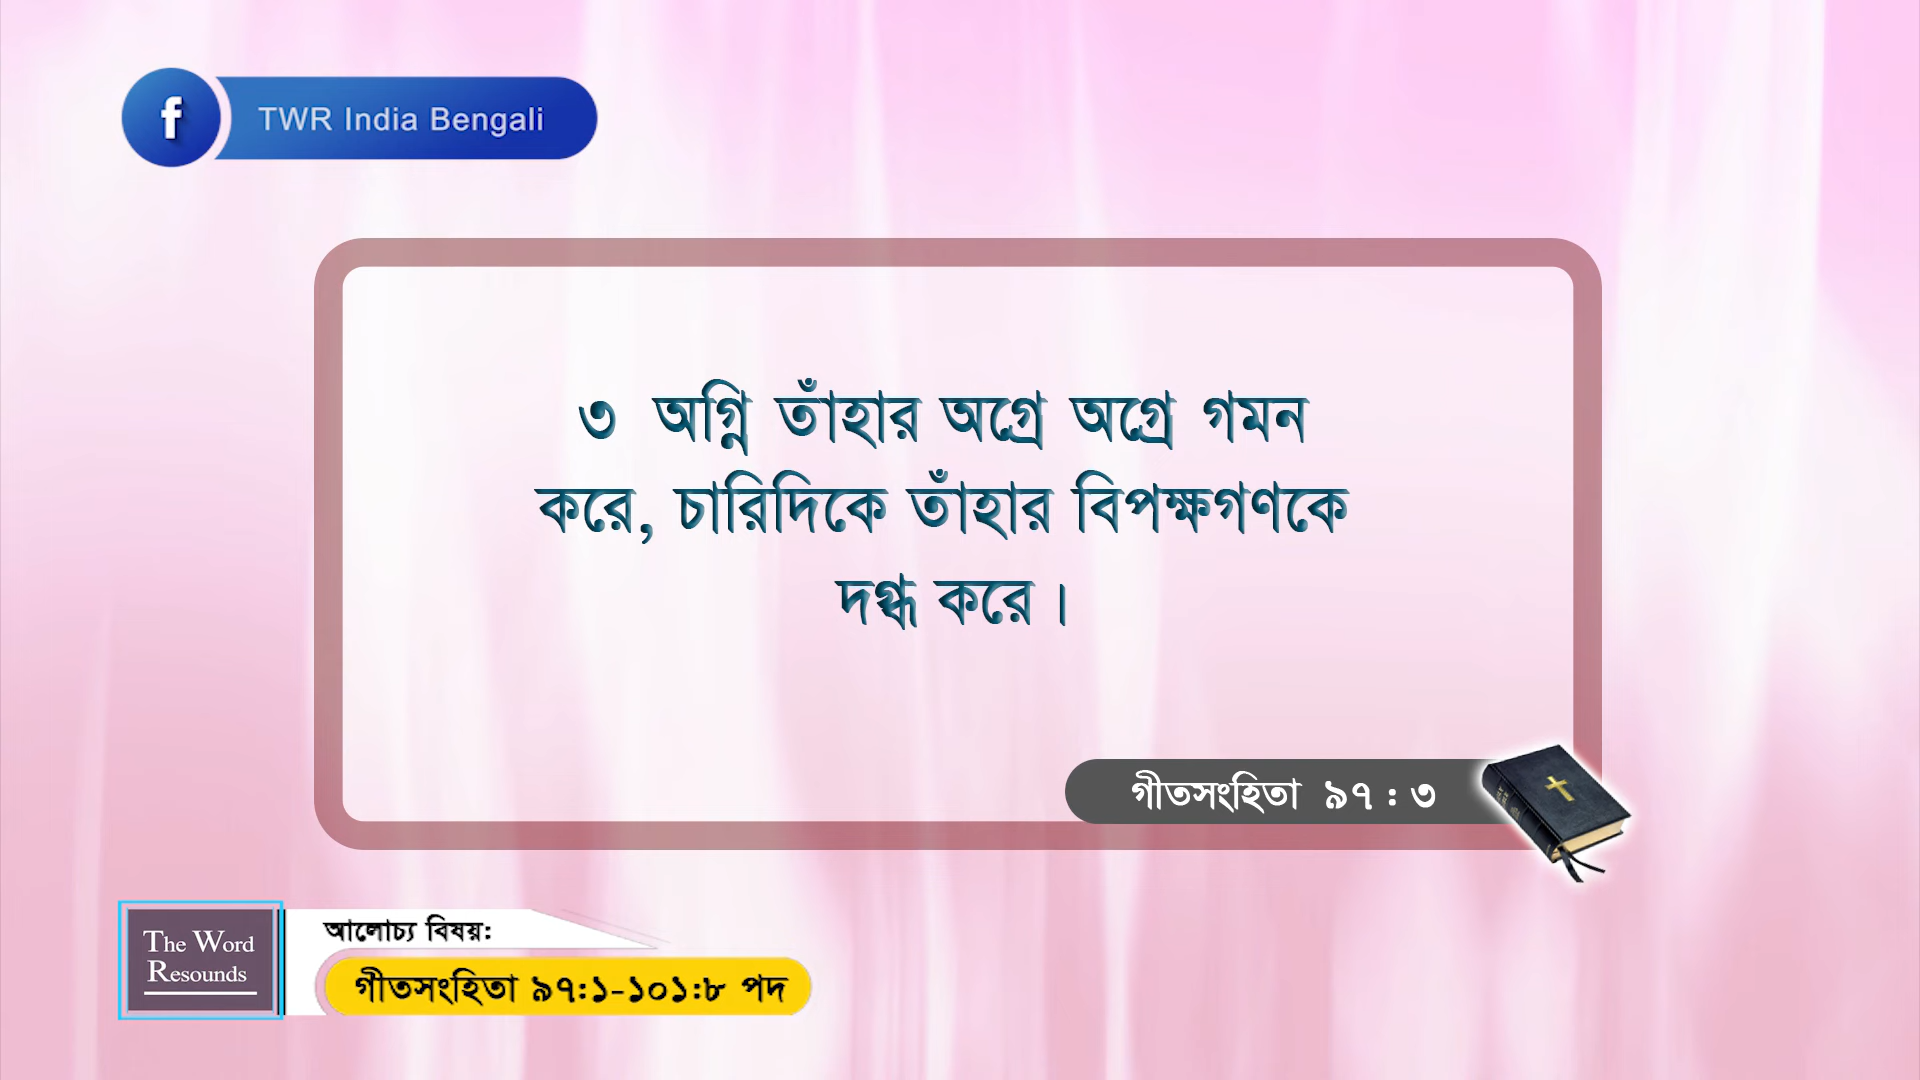 f
TWR India Bengali
৩ অগ্নি তাঁহার অগ্রে অগ্রে গমন
করে, চারিদিকে তাঁহার বিপক্ষগণকে
দগ্ধ করে।
গীতসংহিতা ৯৭ : ৩
The Word
Resounds
আলোচ্য বিষয়:
গীতসংহিতা ৯৭:১-১০১:৮ পদ